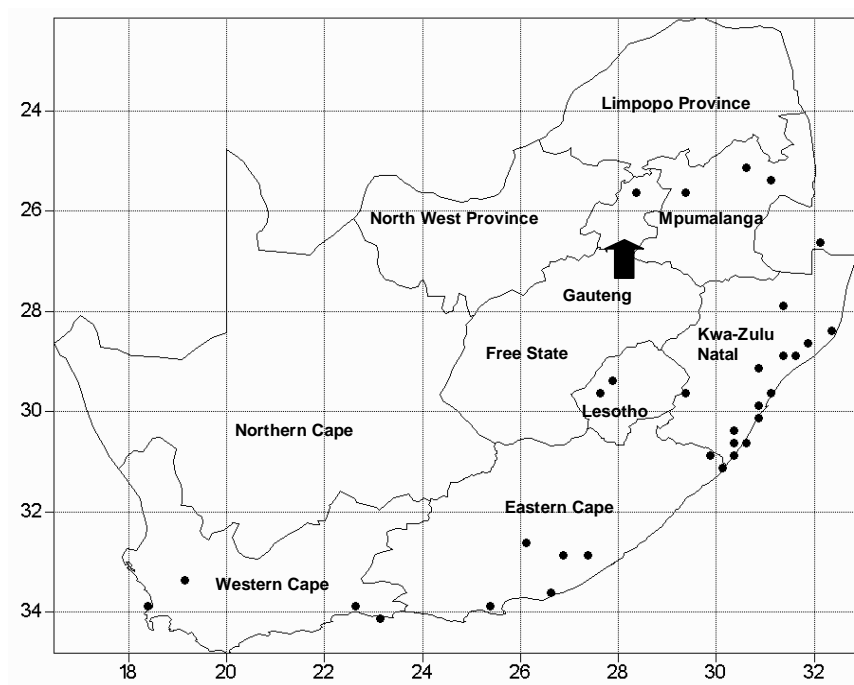 Limpopo Province
24
26
North West Province
Mpumalanga
28
Gauteng
Kwa-Zulu
Natal
Free State
30
Lesotho
Northern Cape
32
Eastern Cape
Western Cape
34
18 20 22 24 26 28 30 32